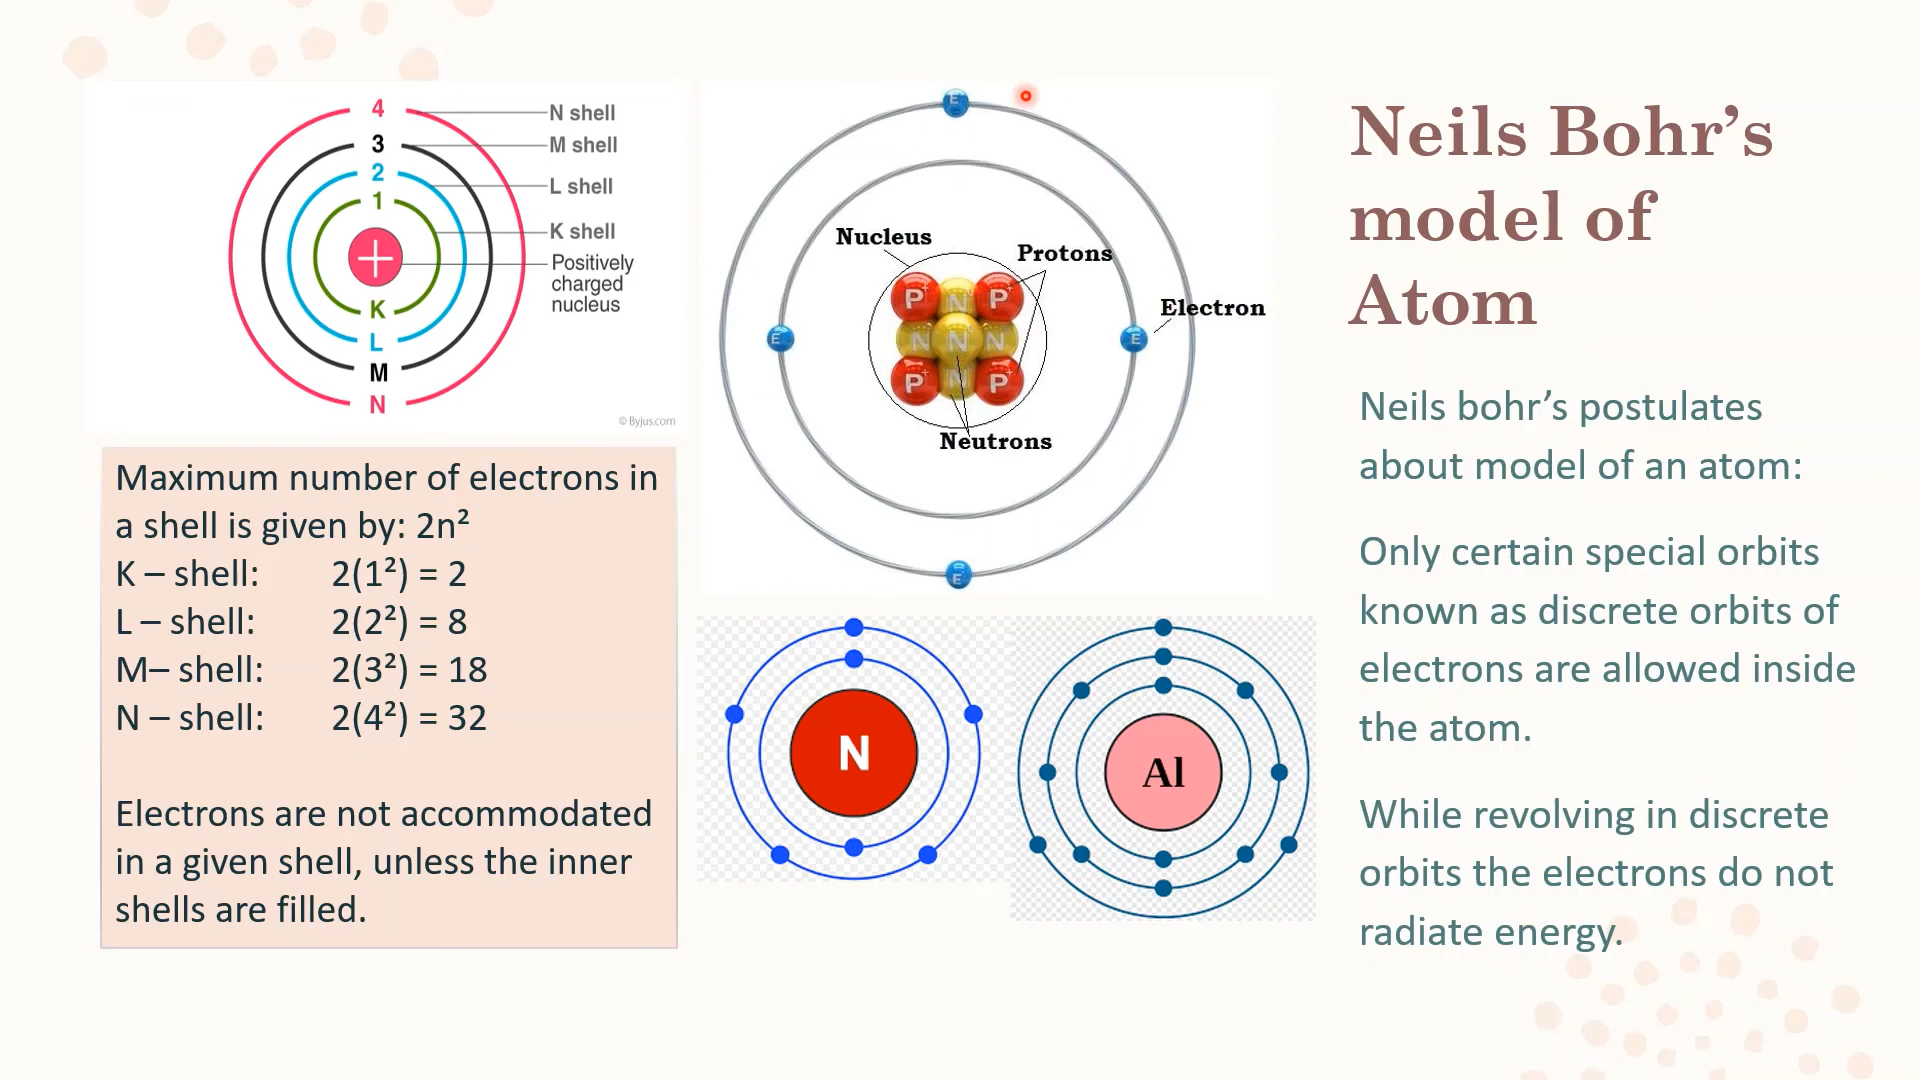 4
3
2
1
K
L
M
N
N shell
M shell
L shell
K shell
Positively
charged
nucleus
© Byjus.com
Maximum number of electrons in
a shell is given by: 2n²
K – shell: 2(1²) = 2
L – shell: 2(2²) = 8
M– shell: 2(3²) = 18
N – shell: 2(4²) = 32
Electrons are not accommodated
in a given shell, unless the inner
shells are filled.
E
Nucleus
Protons
Electron
P⁺ N P⁺
E N N N E
P⁺ N P⁺
Neutrons
E
N
Al
Neils Bohr’s
model of
Atom
Neils bohr’s postulates
about model of an atom:
Only certain special orbits
known as discrete orbits of
electrons are allowed inside
the atom.
While revolving in discrete
orbits the electrons do not
radiate energy.